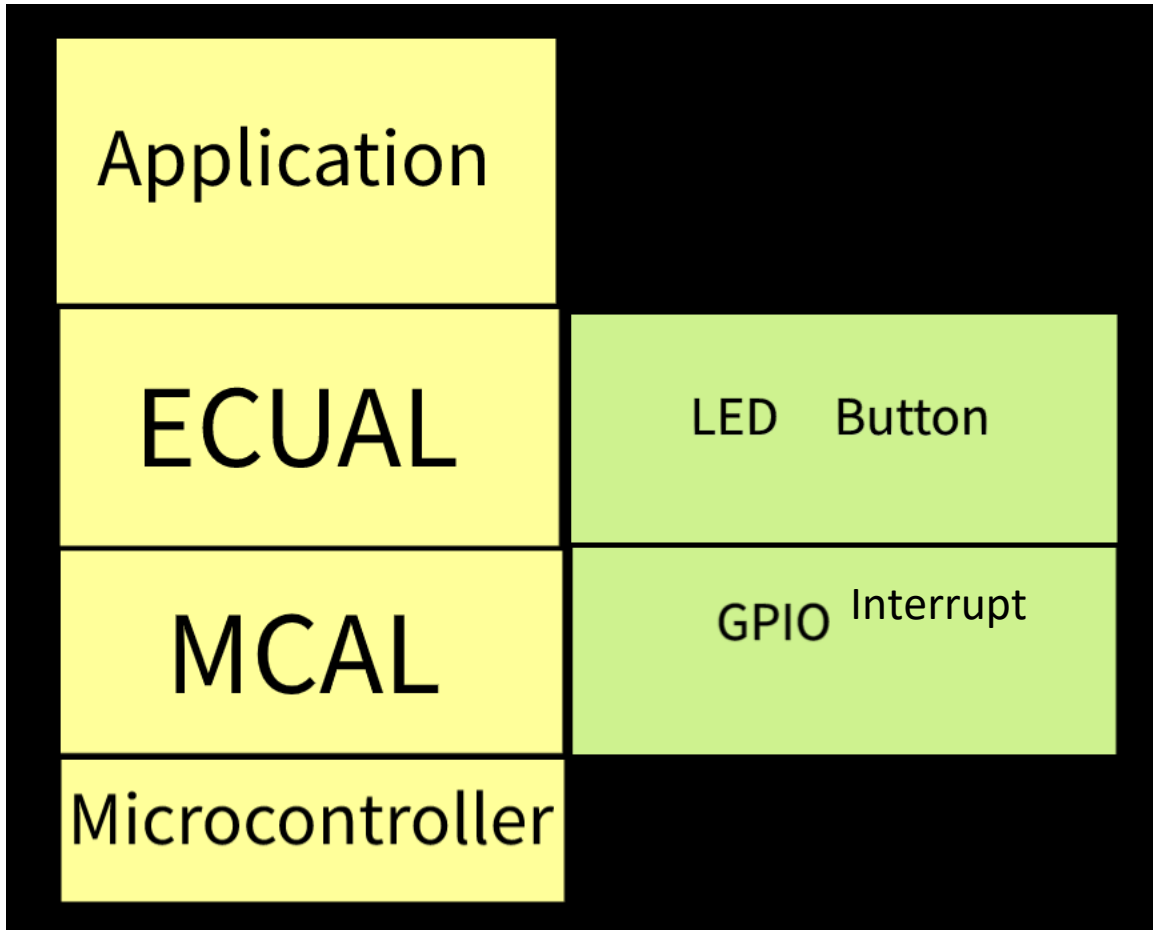 Application
ECUAL
LED Button
MCAL
GPIO Interrupt
Microcontroller